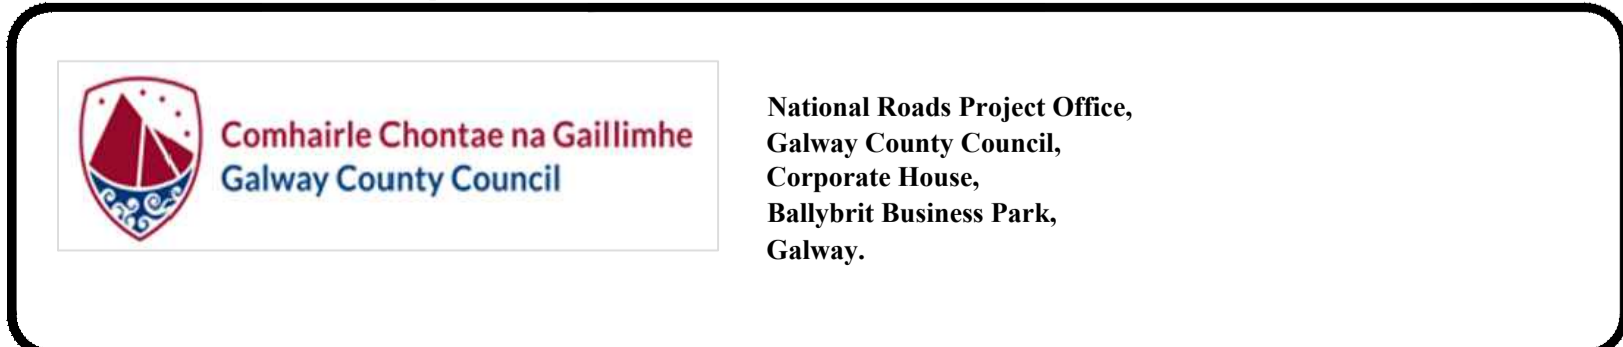 Comhairle Chontae na Gaillimhe
Galway County Council
National Roads Project Office,
Galway County Council,
Corporate House,
Ballybrit Business Park,
Galway.